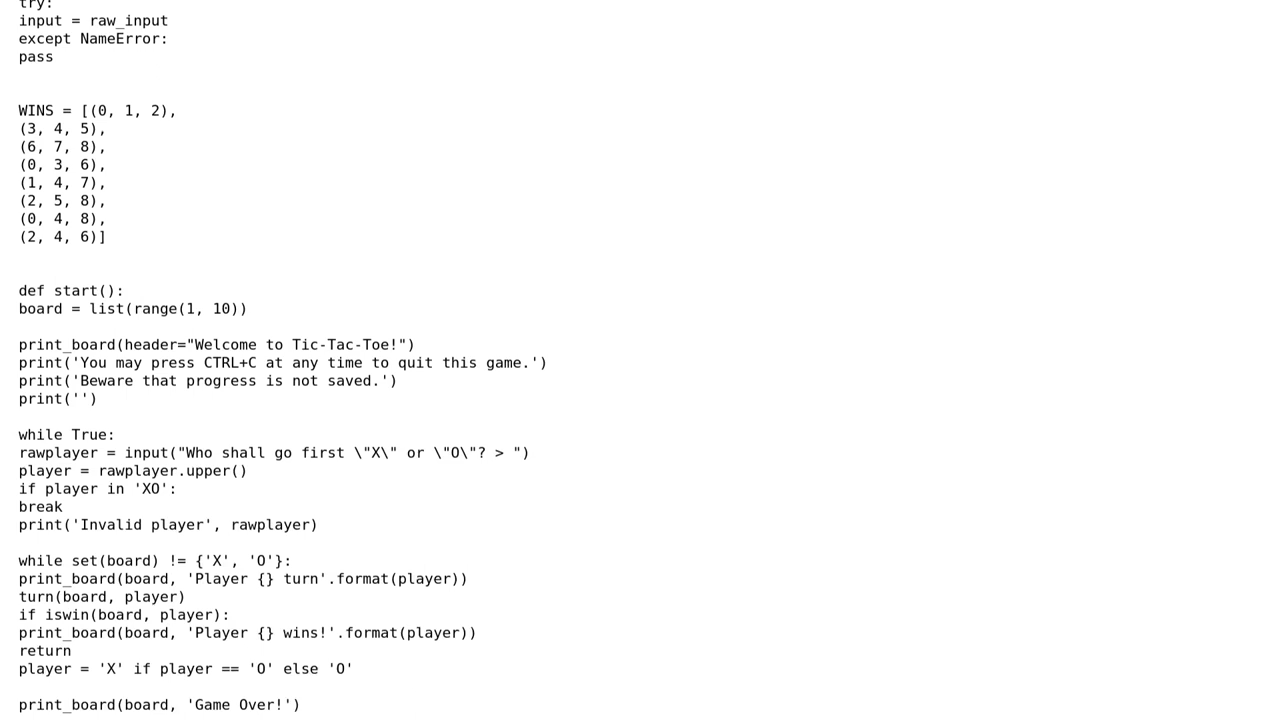 try:
input = raw_input
except NameError:
pass
WINS = [(0, 1, 2),
(3, 4, 5),
(6, 7, 8),
(0, 3, 6),
(1, 4, 7),
(2, 5, 8),
(0, 4, 8),
(2, 4, 6)]
def start():
board = list(range(1, 10))
print_board(header="Welcome to Tic-Tac-Toe!")
print('You may press CTRL+C at any time to quit this game.')
print('Beware that progress is not saved.')
print('')
while True:
rawplayer = input("Who shall go first \"X\" or \"O\"? > ")
player = rawplayer.upper()
if player in 'XO':
break
print('Invalid player', rawplayer)
while set(board) != {'X', 'O'}:
print_board(board, 'Player {} turn'.format(player))
turn(board, player)
if iswin(board, player):
print_board(board, 'Player {} wins!'.format(player))
return
player = 'X' if player == 'O' else 'O'
print_board(board, 'Game Over!')